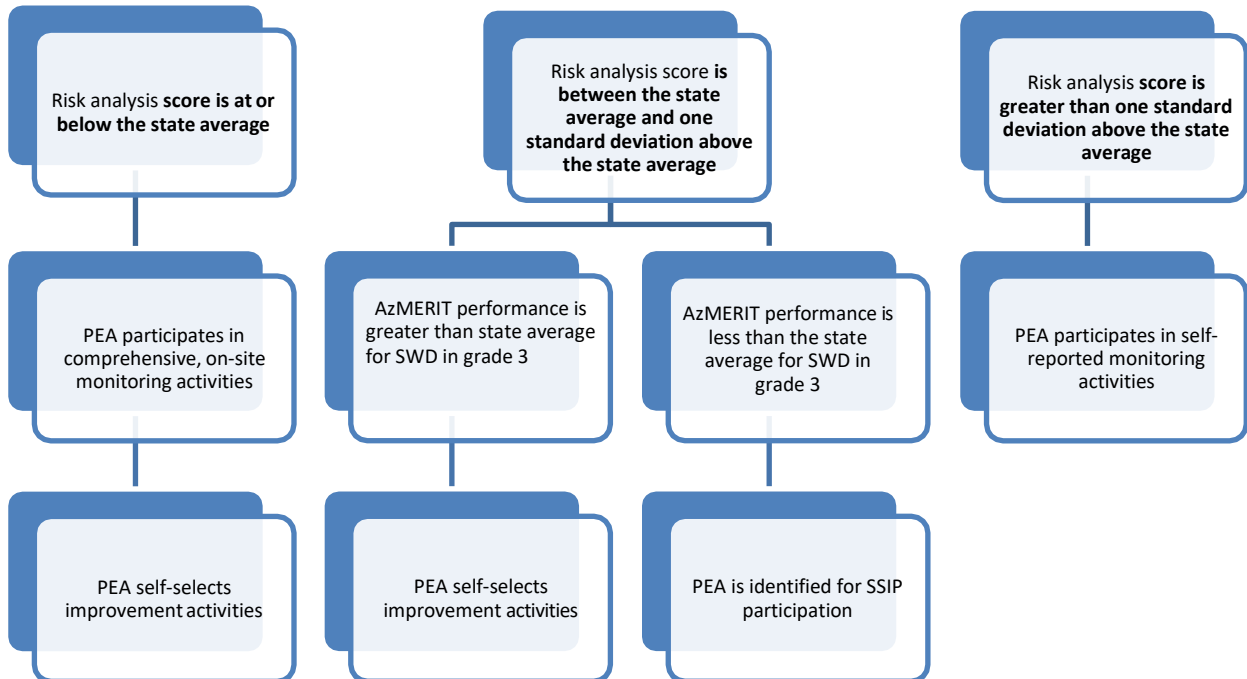 Risk analysis score is at or
below the state average
Risk analysis score is
between the state
average and one
standard deviation above
the state average
Risk analysis score is
greater than one standard
deviation above the state
average
PEA participates in
comprehensive, on-site
monitoring activities
AzMERIT performance is
greater than state average
for SWD in grade 3
AzMERIT performance is
less than the state
average for SWD in
grade 3
PEA participates in self-
reported monitoring
activities
PEA self-selects
improvement activities
PEA self-selects
improvement activities
PEA is identified for SSIP
participation